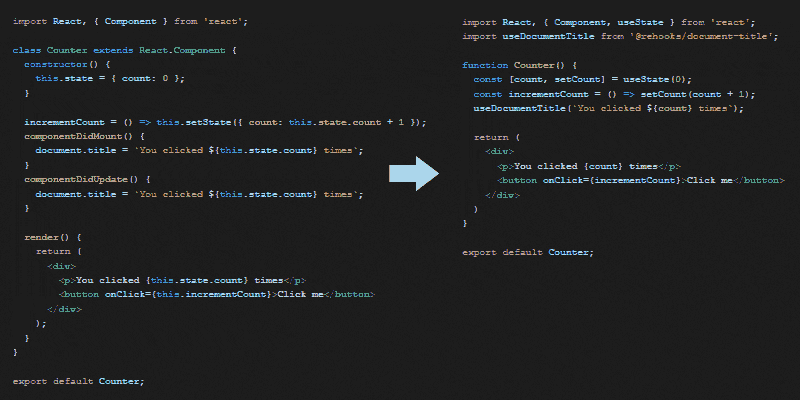 import React, { Component } from 'react';
class Counter extends React.Component {
constructor() {
this.state = { count: 0 };
}
incrementCount = () => this.setState({ count: this.state.count + 1 });
componentDidMount() {
document.title = `You clicked ${this.state.count} times`;
}
componentDidUpdate() {
document.title = `You clicked ${this.state.count} times`;
}
render() {
return (
<div>
<p>You clicked {this.state.count} times</p>
<button onClick={this.incrementCount}>Click me</button>
</div>
);
}
}
export default Counter;
import React, { Component, useState } from 'react';
import useDocumentTitle from '@rehooks/document-title';
function Counter() {
const [count, setCount] = useState(0);
const incrementCount = () => setCount(count + 1);
useDocumentTitle(`You clicked ${count} times`);
return (
<div>
<p>You clicked {count} times</p>
<button onClick={incrementCount}>Click me</button>
</div>
)
}
export default Counter;